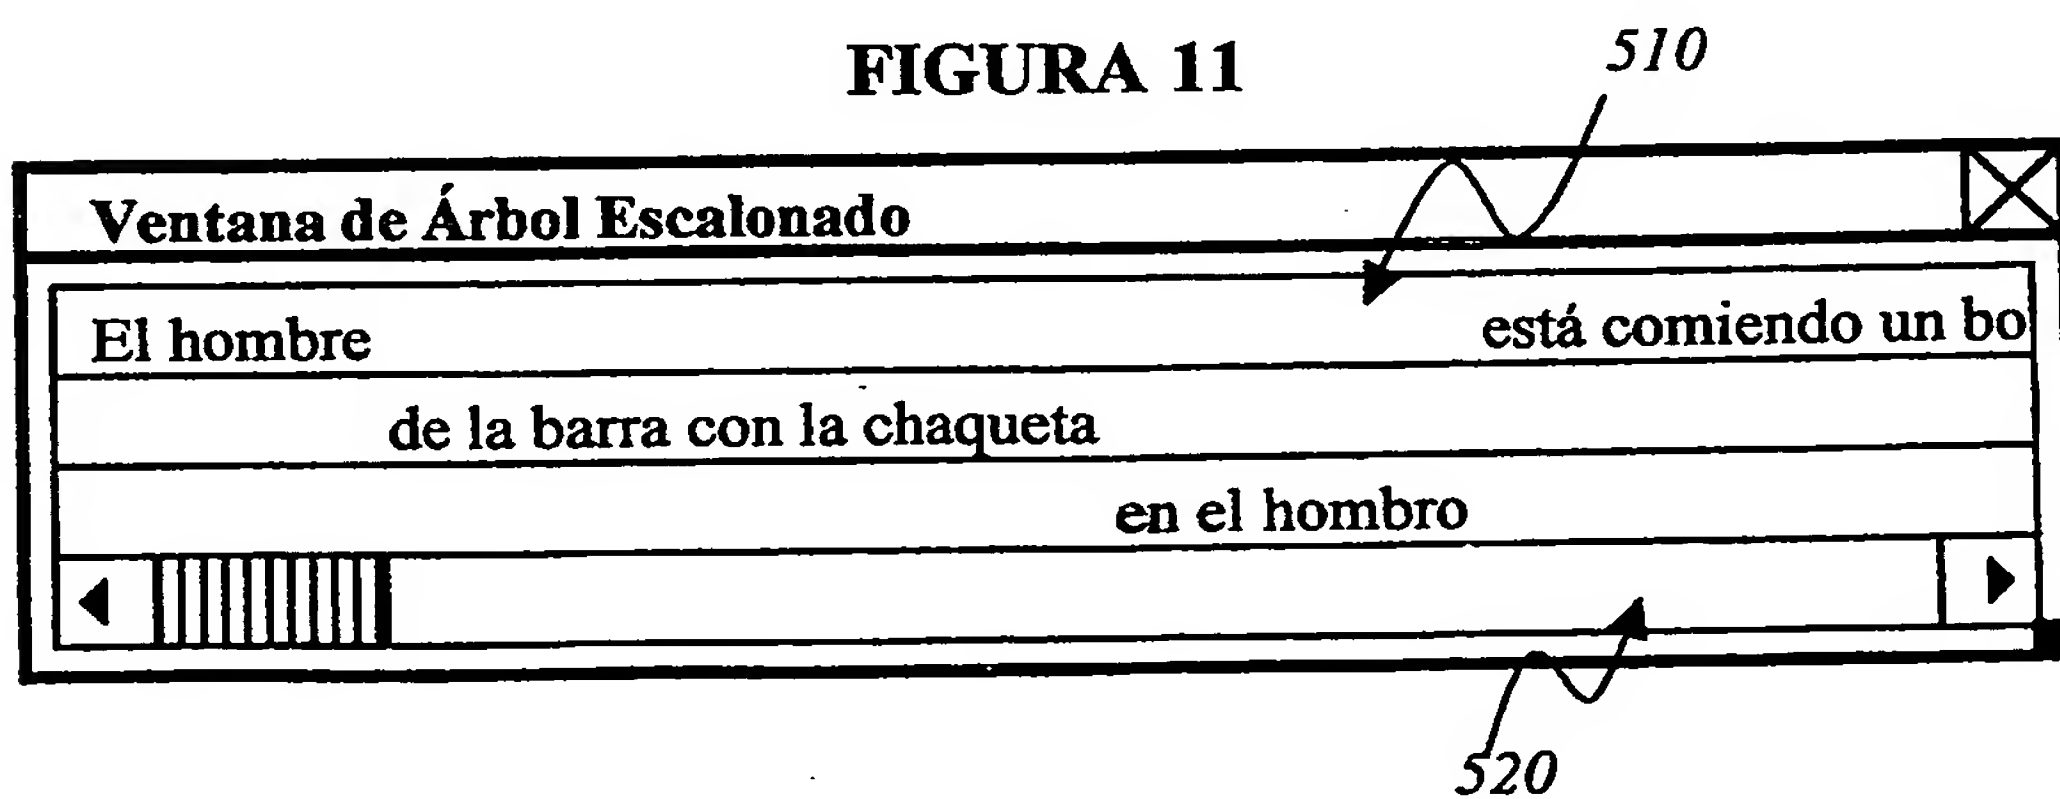 FIGURA 11
510
Ventana de Árbol Escalonado
El hombre está comiendo un bo
de la barra con la chaqueta
en el hombro
520